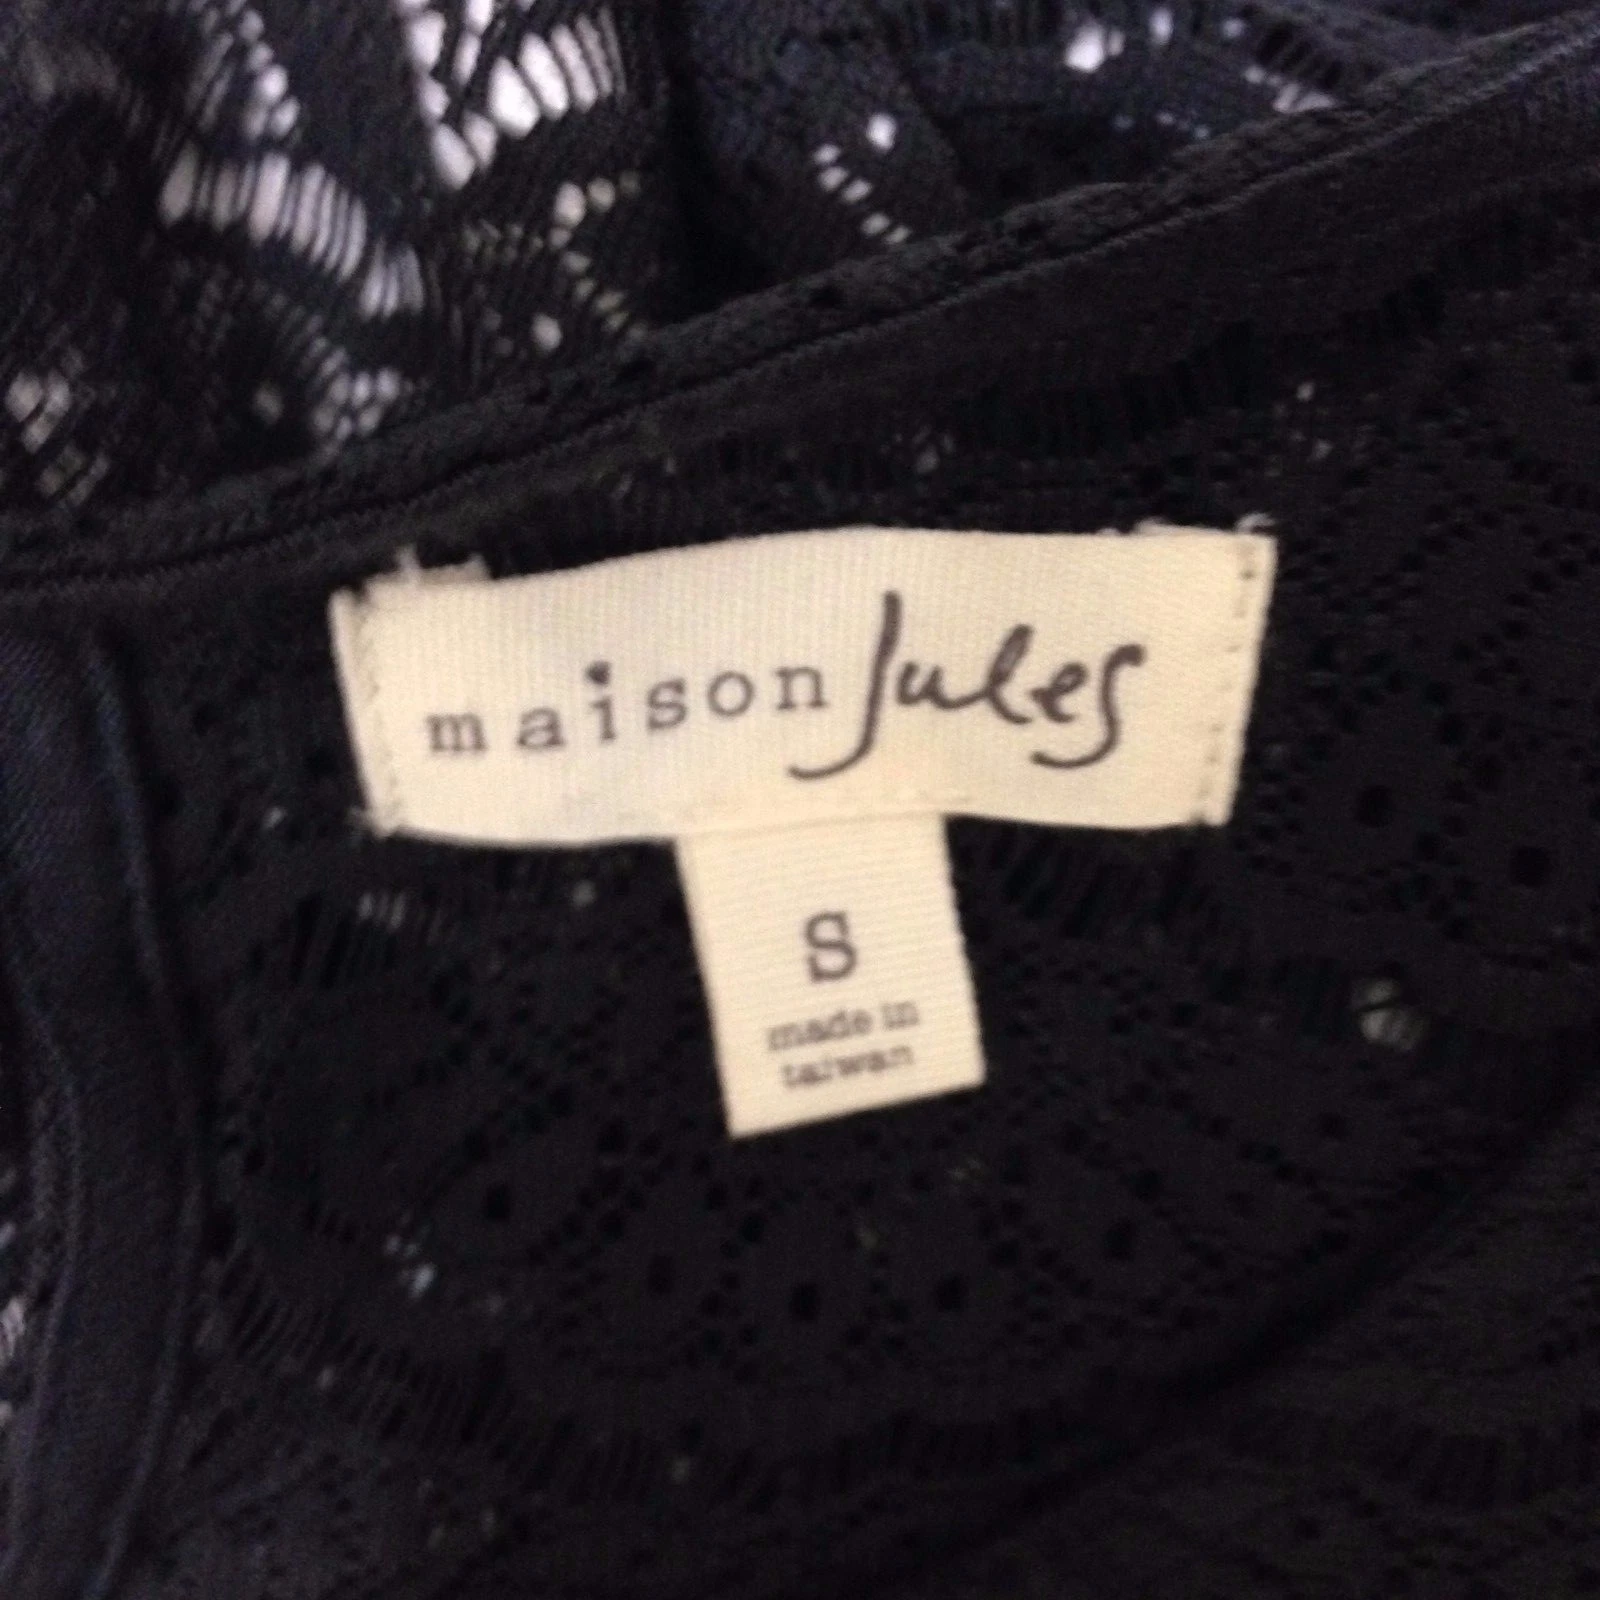 maison Jules
S
made in
taiwan